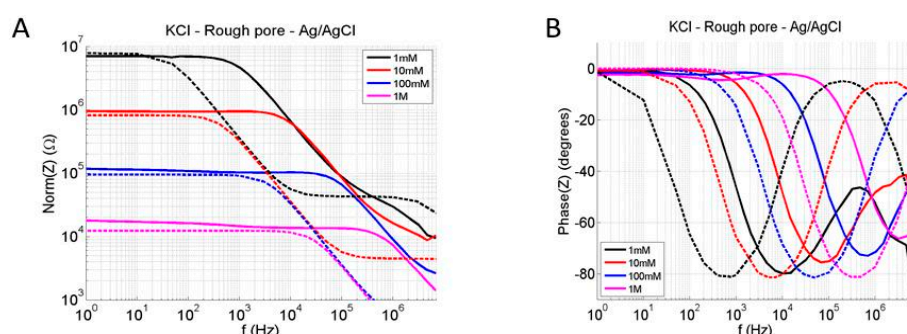 A
KCl - Rough pore - Ag/AgCl
10^7
10^6
10^5
10^4
10^3
Norm(Z) (Ω)
1mM
10mM
100mM
1M
10^0 10^1 10^2 10^3 10^4 10^5 10^6
f (Hz)
B
KCl - Rough pore - Ag/AgCl
0
-20
-40
-60
-80
Phase(Z) (degrees)
1mM
10mM
100mM
1M
10^0 10^1 10^2 10^3 10^4 10^5 10^6
f (Hz)